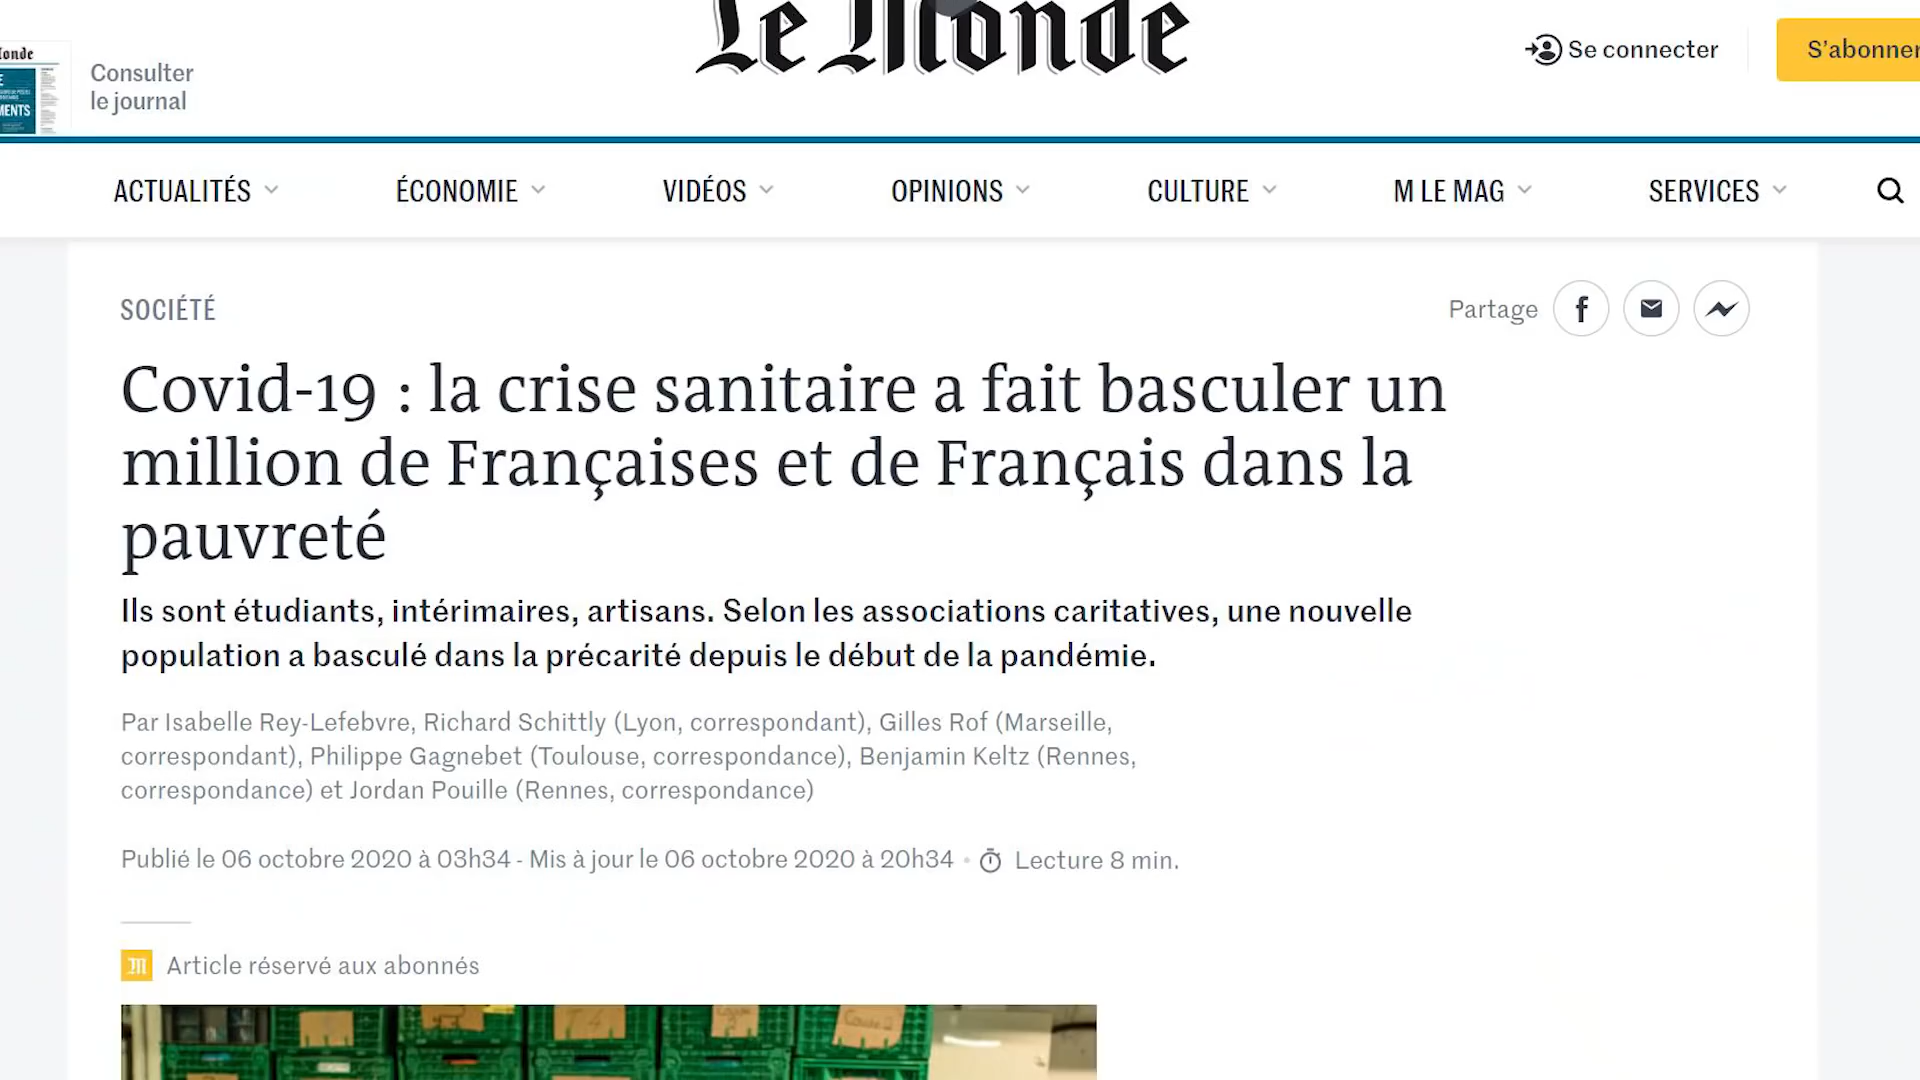 Le Monde
Se connecter
S'abonner
Consulter
le journal
ACTUALITÉS
ÉCONOMIE
VIDÉOS
OPINIONS
CULTURE
M LE MAG
SERVICES
SOCIÉTÉ
Partage
Covid-19 : la crise sanitaire a fait basculer un
million de Françaises et de Français dans la
pauvreté
Ils sont étudiants, intérimaires, artisans. Selon les associations caritatives, une nouvelle
population a basculé dans la précarité depuis le début de la pandémie.
Par Isabelle Rey-Lefebvre, Richard Schittly (Lyon, correspondant), Gilles Rof (Marseille,
correspondant), Philippe Gagnebet (Toulouse, correspondance), Benjamin Keltz (Rennes,
correspondance) et Jordan Pouille (Rennes, correspondance)
Publié le 06 octobre 2020 à 03h34 - Mis à jour le 06 octobre 2020 à 20h34 • Lecture 8 min.
M Article réservé aux abonnés